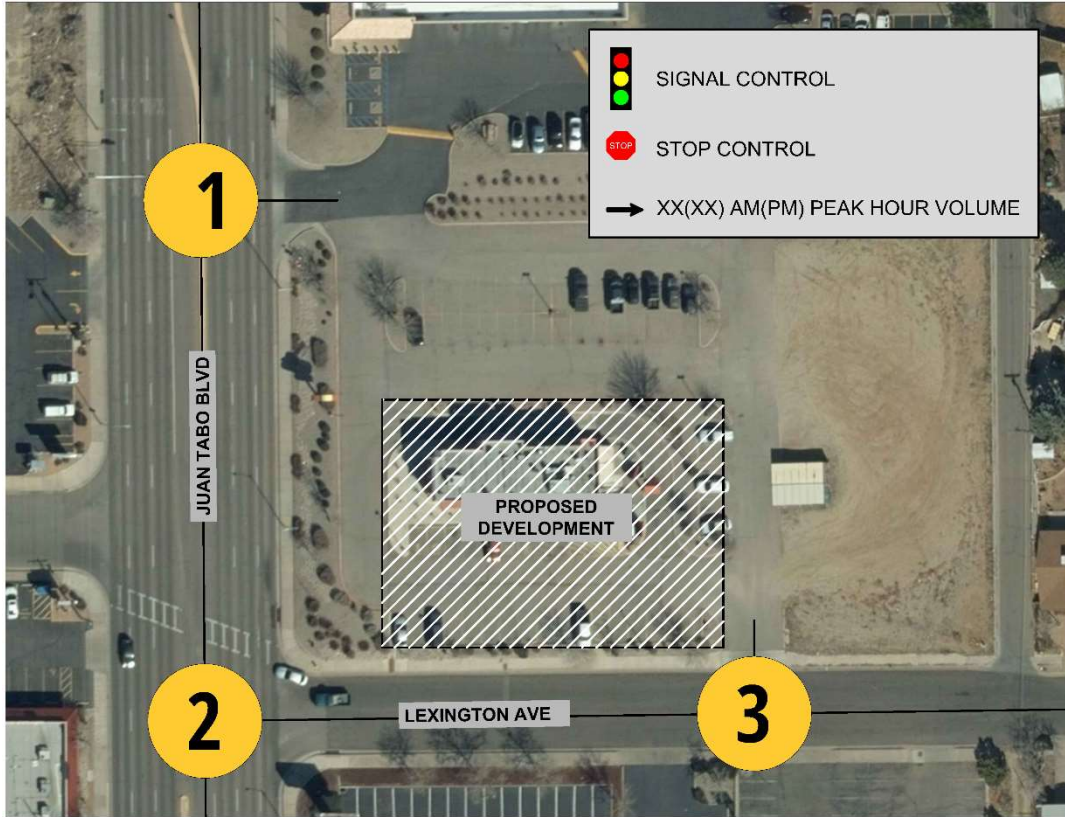 1
SIGNAL CONTROL
STOP
STOP CONTROL
XX(XX) AM(PM) PEAK HOUR VOLUME
JUAN TABO BLVD
PROPOSED
DEVELOPMENT
2
LEXINGTON AVE
3